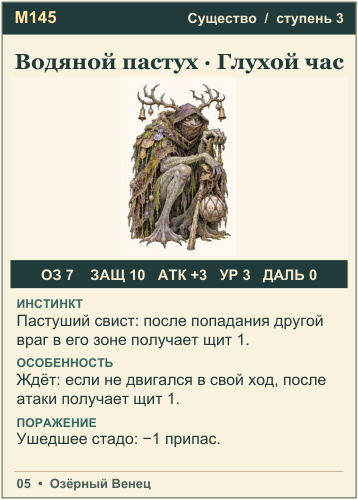 M145 Существо / ступень 3
Водяной пастух · Глухой час
ОЗ 7 ЗАЩ 10 АТК +3 УР 3 ДАЛЬ 0
ИНСТИНКТ
Пастуший свист: после попадания другой
враг в его зоне получает щит 1.
ОСОБЕННОСТЬ
Ждёт: если не двигался в свой ход, после
атаки получает щит 1.
ПОРАЖЕНИЕ
Ушедшее стадо: −1 припас.
05 • Озёрный Венец